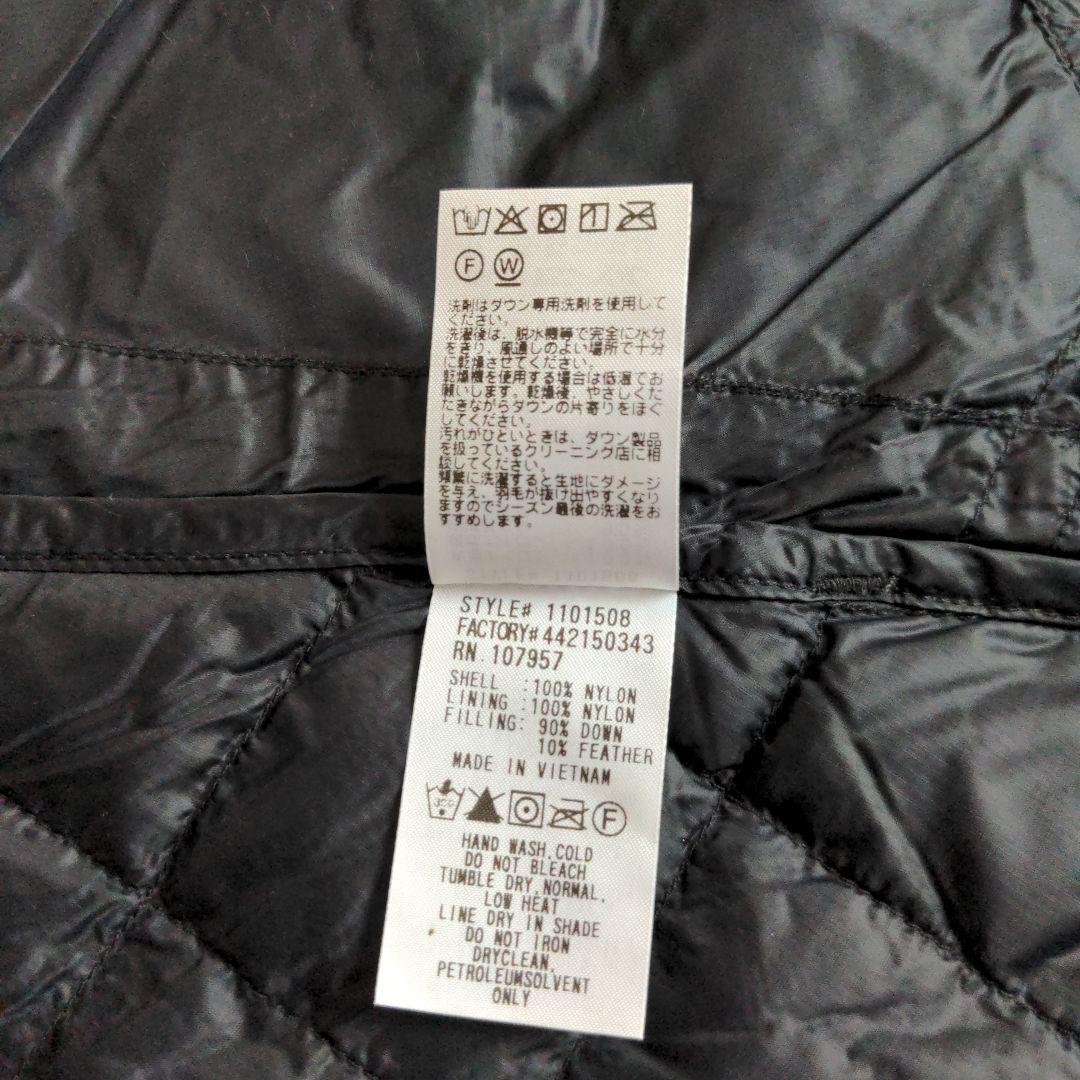 F W
洗剤はダウン専用洗剤を使用して
ください。
洗濯後は、脱水機等で完全に水分
をきり、風通しのよい場所で十分
に乾燥させてください。
乾燥機を使用する場合は低温でお
願いします。乾燥後、やさしくた
たきながらダウンの片寄りをほぐ
してください。
汚れがひどいときは、ダウン製品
を扱っているクリーニング店に相
談してください。
頻繁に洗濯すると生地にダメージ
を与え、羽毛が抜け出やすくなり
ますのでシーズン最後の洗濯をお
すすめします。
STYLE# 1101508
FACTORY#442150343
RN.107957
SHELL :100% NYLON
LINING :100% NYLON
FILLING: 90% DOWN
10% FEATHER
MADE IN VIETNAM
F
HAND WASH,COLD
DO NOT BLEACH
TUMBLE DRY,NORMAL,
LOW HEAT
LINE DRY IN SHADE
DO NOT IRON
DRYCLEAN,
PETROLEUMSOLVENT
ONLY